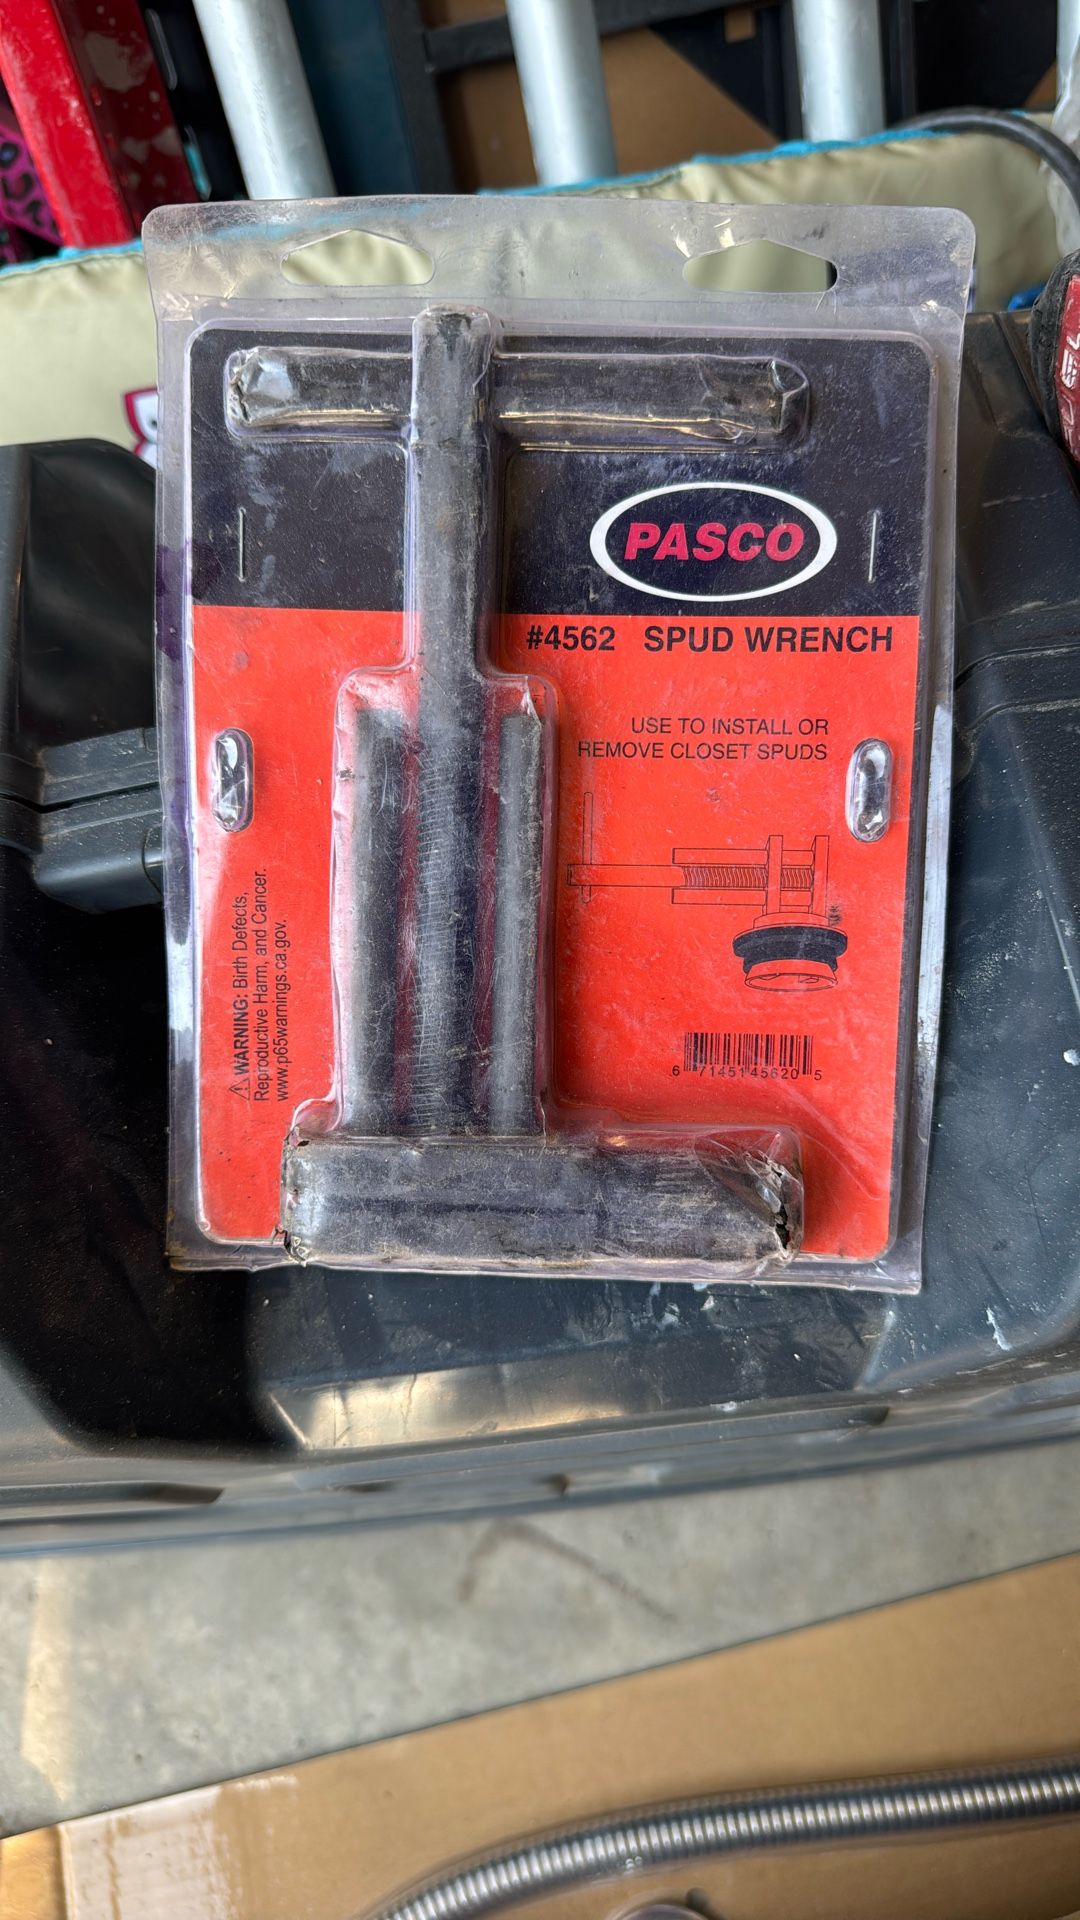 PASCO
#4562 SPUD WRENCH
USE TO INSTALL OR
REMOVE CLOSET SPUDS
⚠WARNING: Birth Defects,
Reproductive Harm, and Cancer.
www.p65warnings.ca.gov.
6 71451 45620 5